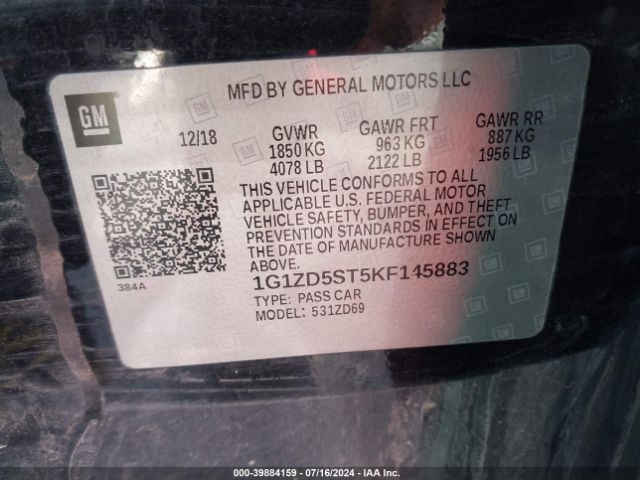 MFD BY GENERAL MOTORS LLC
GM
12/18 GVWR GAWR FRT GAWR RR
1850 KG 963 KG 887 KG
4078 LB 2122 LB 1956 LB
THIS VEHICLE CONFORMS TO ALL
APPLICABLE U.S. FEDERAL MOTOR
VEHICLE SAFETY, BUMPER, AND THEFT
PREVENTION STANDARDS IN EFFECT ON
THE DATE OF MANUFACTURE SHOWN
ABOVE.
384A
1G1ZD5ST5KF145883
TYPE: PASS CAR
MODEL: 531ZD69
000-39884159 - 07/16/2024 - IAA Inc.